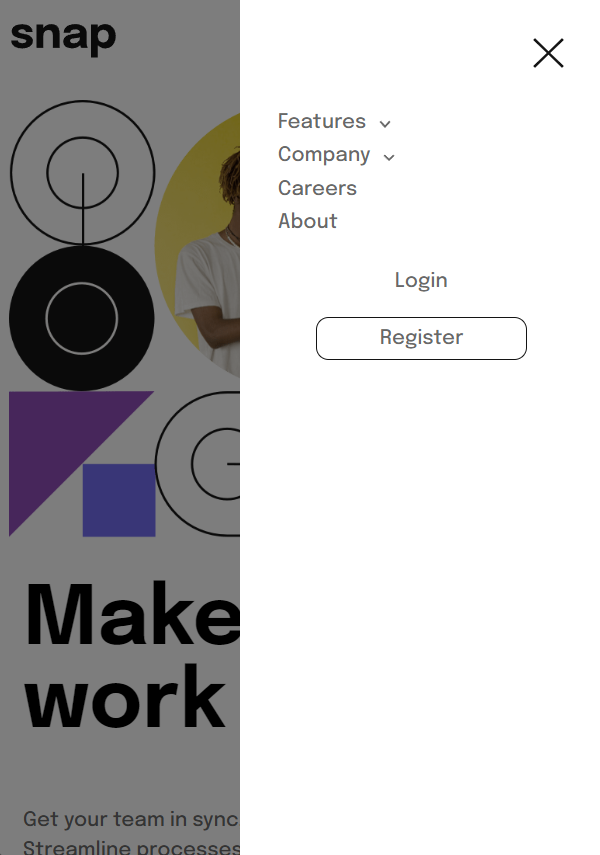 snap
Features
Company
Careers
About
Login
Register
Make
work
Get your team in sync
Streamline processes